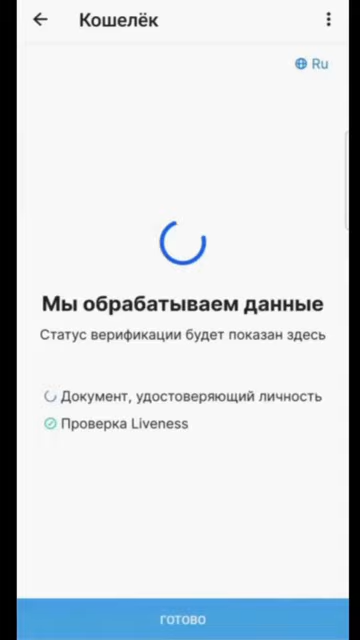 Кошелёк
Ru
Мы обрабатываем данные
Статус верификации будет показан здесь
Документ, удостоверяющий личность
Проверка Liveness
ГОТОВО